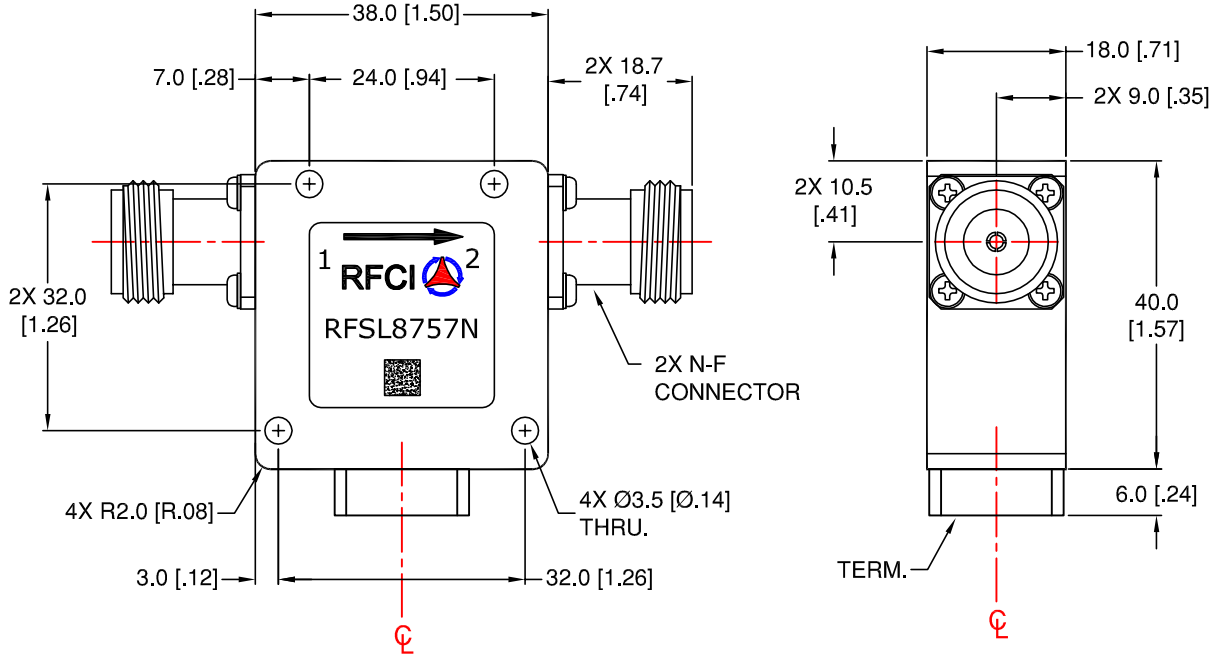 38.0 [1.50]
7.0 [.28]
24.0 [.94]
2X 18.7
[.74]
2X 32.0
[1.26]
1
2
RFCI
RFSL8757N
2X N-F
CONNECTOR
4X R2.0 [R.08]
4X Ø3.5 [Ø.14]
THRU.
3.0 [.12]
32.0 [1.26]
℄
18.0 [.71]
2X 9.0 [.35]
2X 10.5
[.41]
40.0
[1.57]
6.0 [.24]
TERM.
℄